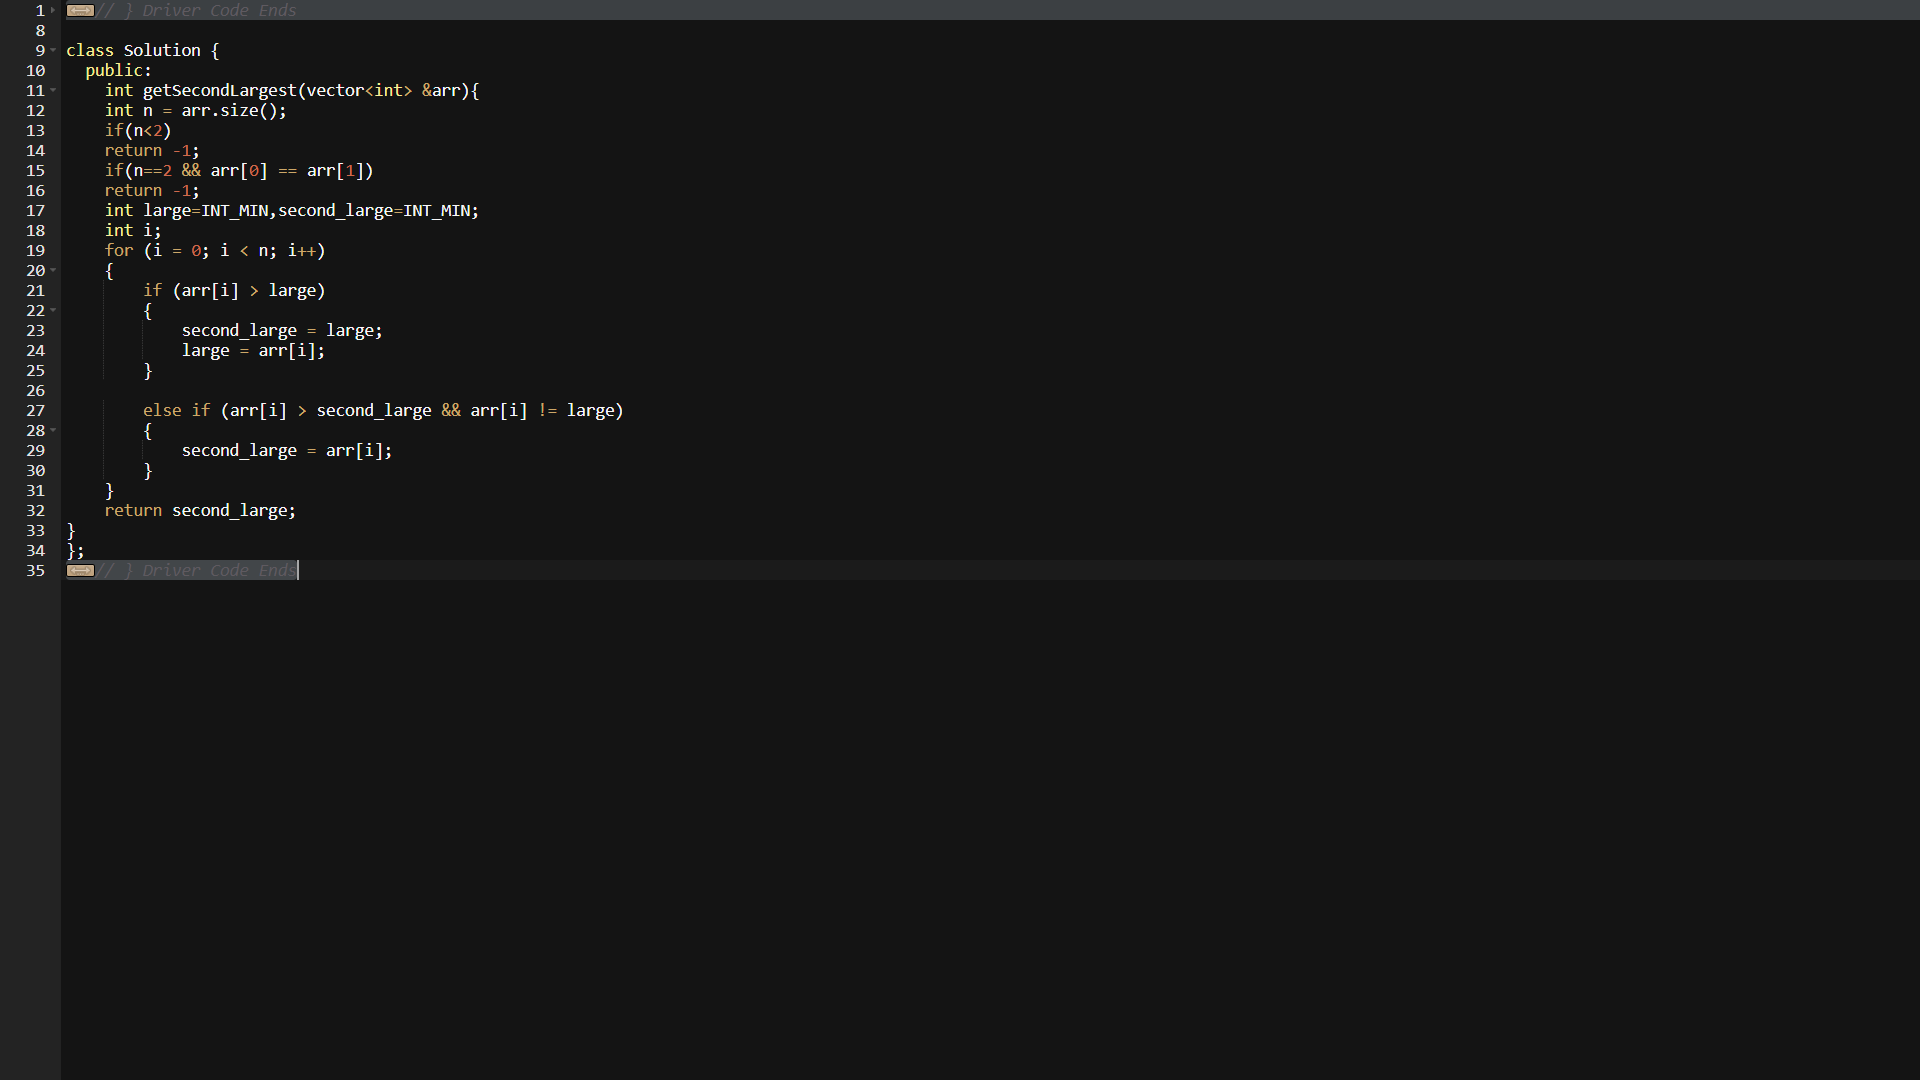 1 // } Driver Code Ends
8
9 class Solution {
10   public:
11     int getSecondLargest(vector<int> &arr){
12     int n = arr.size();
13     if(n<2)
14     return -1;
15     if(n==2 && arr[0] == arr[1])
16     return -1;
17     int large=INT_MIN,second_large=INT_MIN;
18     int i;
19     for (i = 0; i < n; i++)
20     {
21         if (arr[i] > large)
22         {
23             second_large = large;
24             large = arr[i];
25         }
26
27         else if (arr[i] > second_large && arr[i] != large)
28         {
29             second_large = arr[i];
30         }
31     }
32     return second_large;
33 }
34 };
35 // } Driver Code Ends